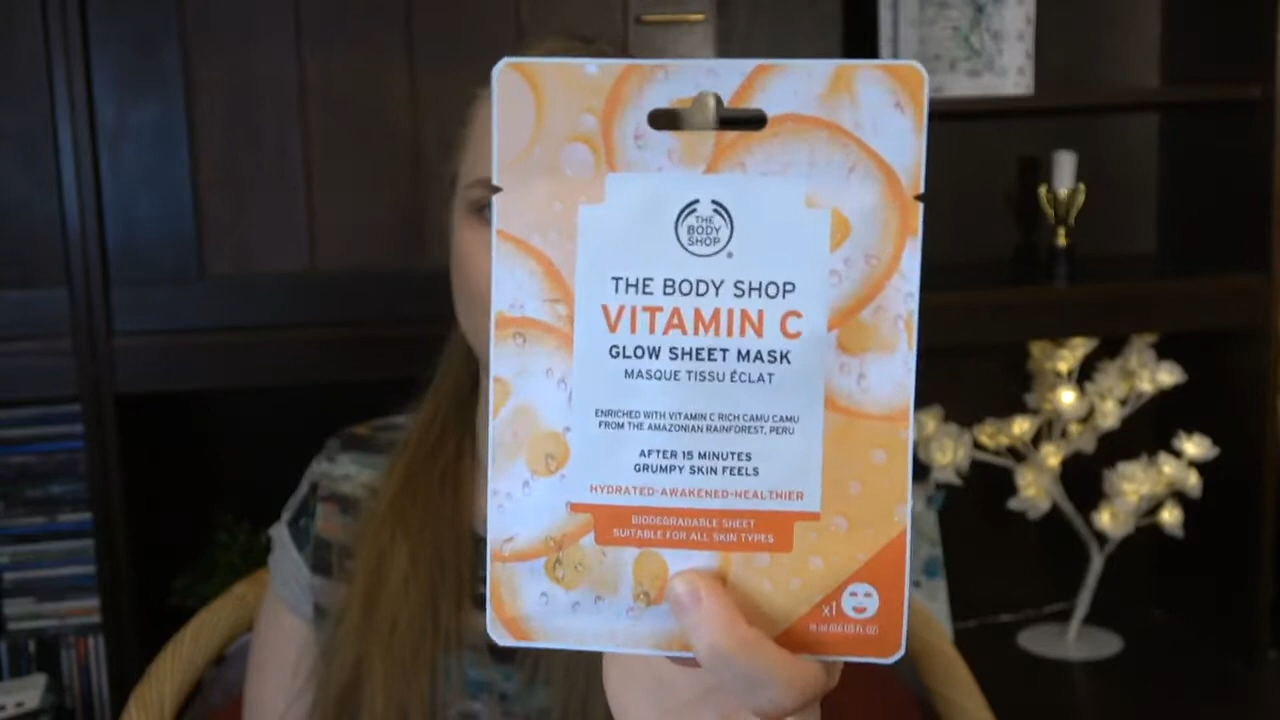 THE
BODY
SHOP
THE BODY SHOP
VITAMIN C
GLOW SHEET MASK
MASQUE TISSU ÉCLAT
ENRICHED WITH VITAMIN C RICH CAMU CAMU
FROM THE AMAZONIAN RAINFOREST, PERU
AFTER 15 MINUTES
GRUMPY SKIN FEELS
HYDRATED-AWAKENED-HEALTHIER
BIODEGRADABLE SHEET
SUITABLE FOR ALL SKIN TYPES
x1